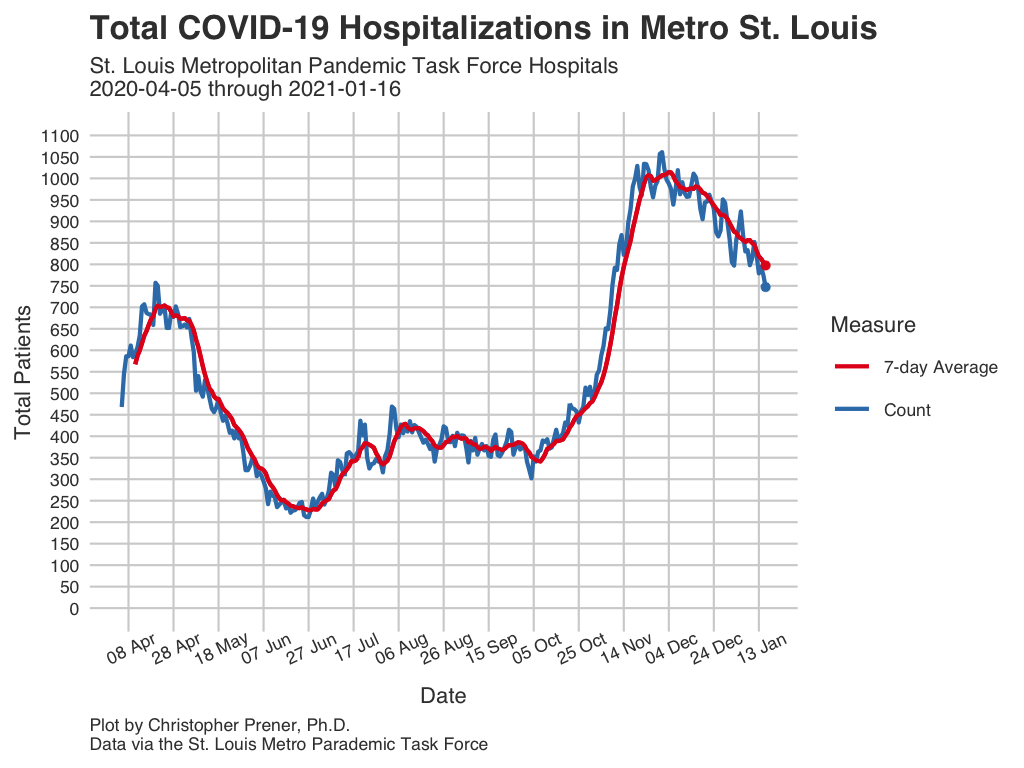 Total COVID-19 Hospitalizations in Metro St. Louis
St. Louis Metropolitan Pandemic Task Force Hospitals
2020-04-05 through 2021-01-16
Total Patients
1100
1050
1000
950
900
850
800
750
700
650
600
550
500
450
400
350
300
250
200
150
100
50
0
08 Apr
28 Apr
18 May
07 Jun
27 Jun
17 Jul
06 Aug
26 Aug
15 Sep
05 Oct
25 Oct
14 Nov
04 Dec
24 Dec
13 Jan
Date
Measure
7-day Average
Count
Plot by Christopher Prener, Ph.D.
Data via the St. Louis Metro Parademic Task Force